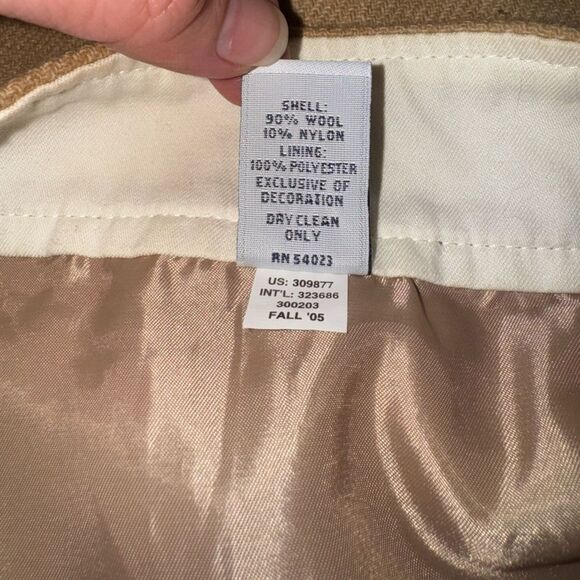 SHELL:
90% WOOL
10% NYLON
LINING:
100% POLYESTER
EXCLUSIVE OF
DECORATION
DRY CLEAN
ONLY
RN 54023
US: 309877
INT'L: 323686
300203
FALL '05